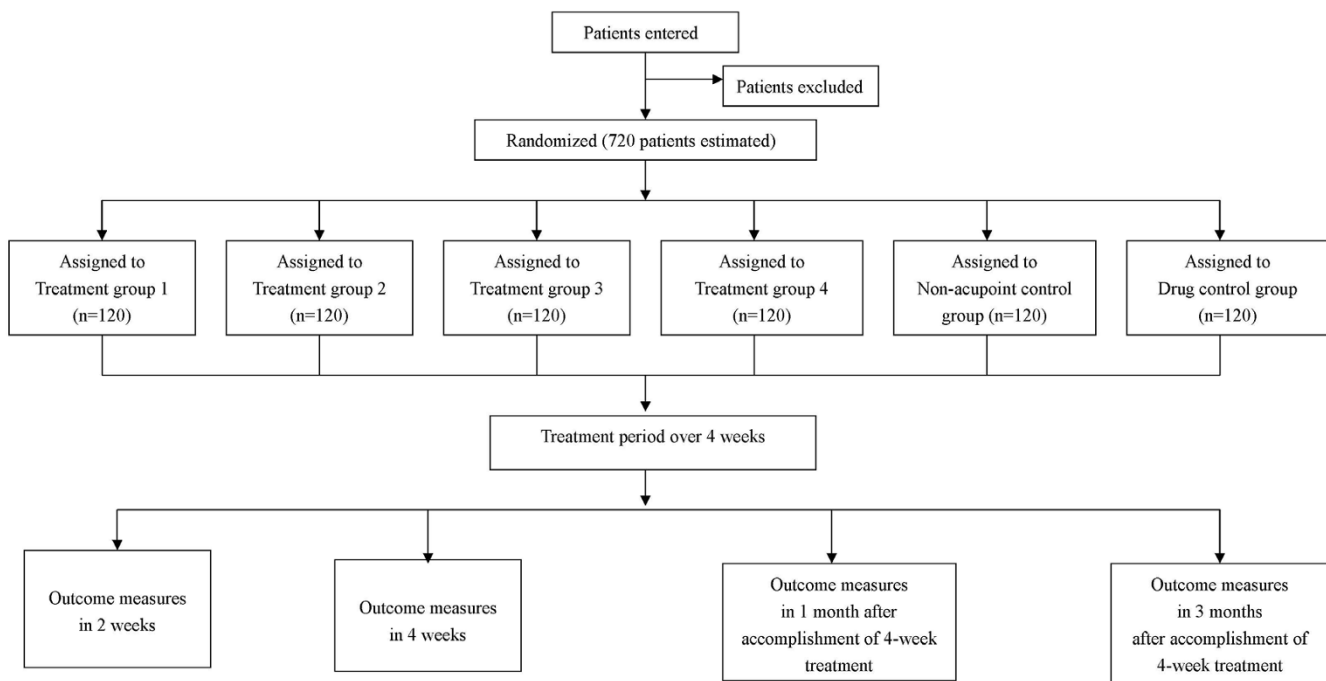 Patients entered
Patients excluded
Randomized (720 patients estimated)
Assigned to
Treatment group 1
(n=120)
Assigned to
Treatment group 2
(n=120)
Assigned to
Treatment group 3
(n=120)
Assigned to
Treatment group 4
(n=120)
Assigned to
Non-acupoint control
group (n=120)
Assigned to
Drug control group
(n=120)
Treatment period over 4 weeks
Outcome measures
in 2 weeks
Outcome measures
in 4 weeks
Outcome measures
in 1 month after
accomplishment of 4-week
treatment
Outcome measures
in 3 months
after accomplishment of
4-week treatment